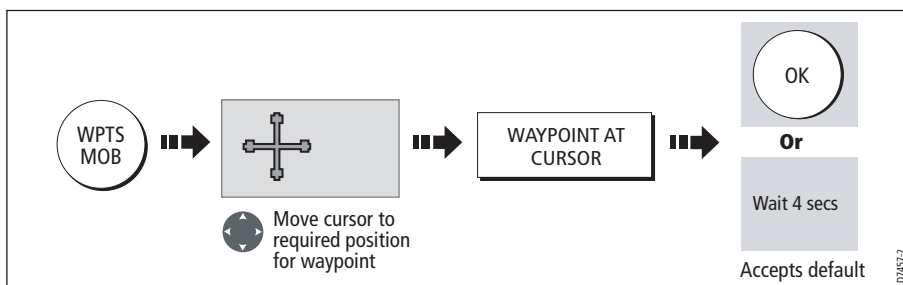 WPTS
MOB
Move cursor to
required position
for waypoint
WAYPOINT AT
CURSOR
OK
Or
Wait 4 secs
Accepts default
D7457-2